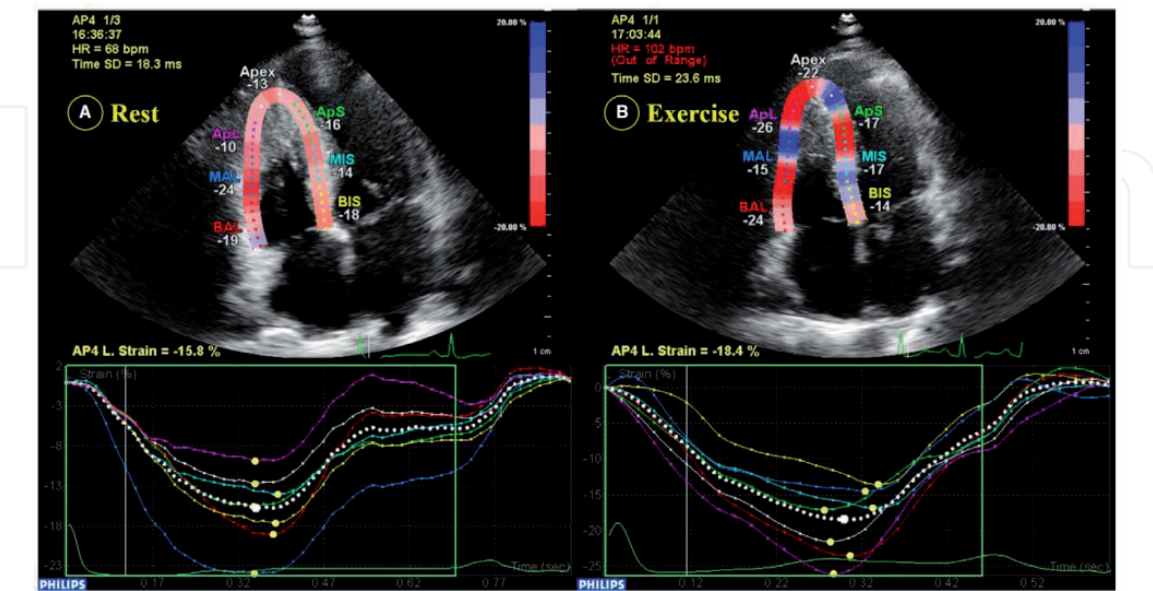 AP4 1/3
16:36:37
HR = 68 bpm
Time SD = 18.3 ms
20.00 %
A Rest
Apex
-13
ApL
-10
ApS
-16
MAL
-24
MIS
-14
BAL
-19
BIS
-18
-20.00 %
AP4 L. Strain = -15.8 %
1 cm
2
Strain (%)
-3
-8
-13
-18
-23
Time (sec)
PHILIPS
0.17
0.32
0.47
0.62
0.77
AP4 1/1
17:03:44
HR = 102 bpm
(Out of Range)
Time SD = 23.6 ms
20.00 %
B Exercise
Apex
-22
ApL
-26
ApS
-17
MAL
-15
MIS
-17
BAL
-24
BIS
-14
-20.00 %
AP4 L. Strain = -18.4 %
1 cm
Strain (%)
0
-5
-10
-15
-20
-25
Time (sec)
PHILIPS
0.12
0.22
0.32
0.42
0.52